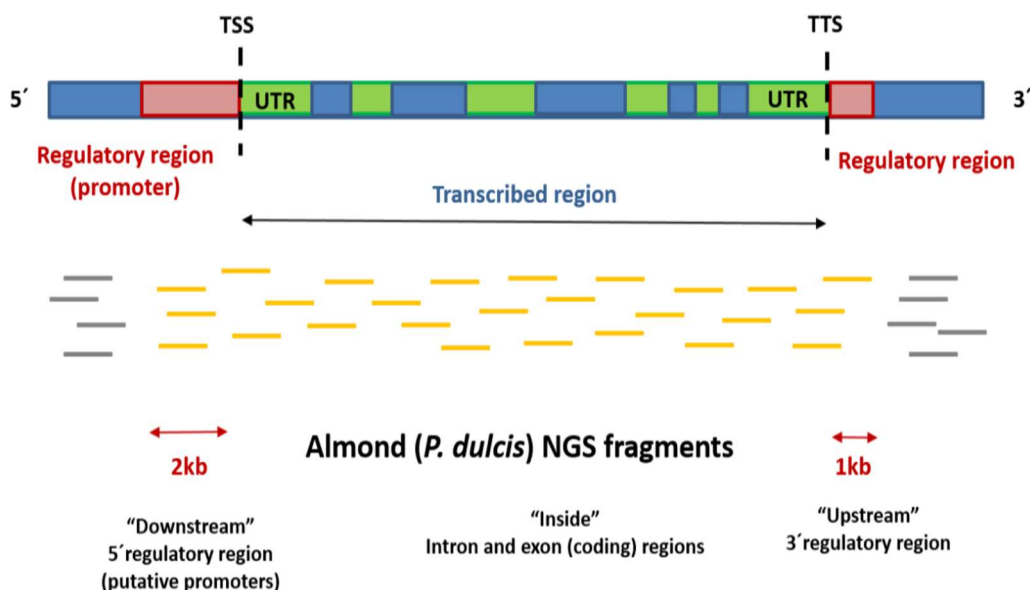 TSS
TTS
5´
UTR
UTR
3´
Regulatory region
(promoter)
Regulatory region
Transcribed region
2kb
Almond (P. dulcis) NGS fragments
1kb
“Downstream”
5´regulatory region
(putative promoters)
“Inside”
Intron and exon (coding) regions
“Upstream”
3´regulatory region